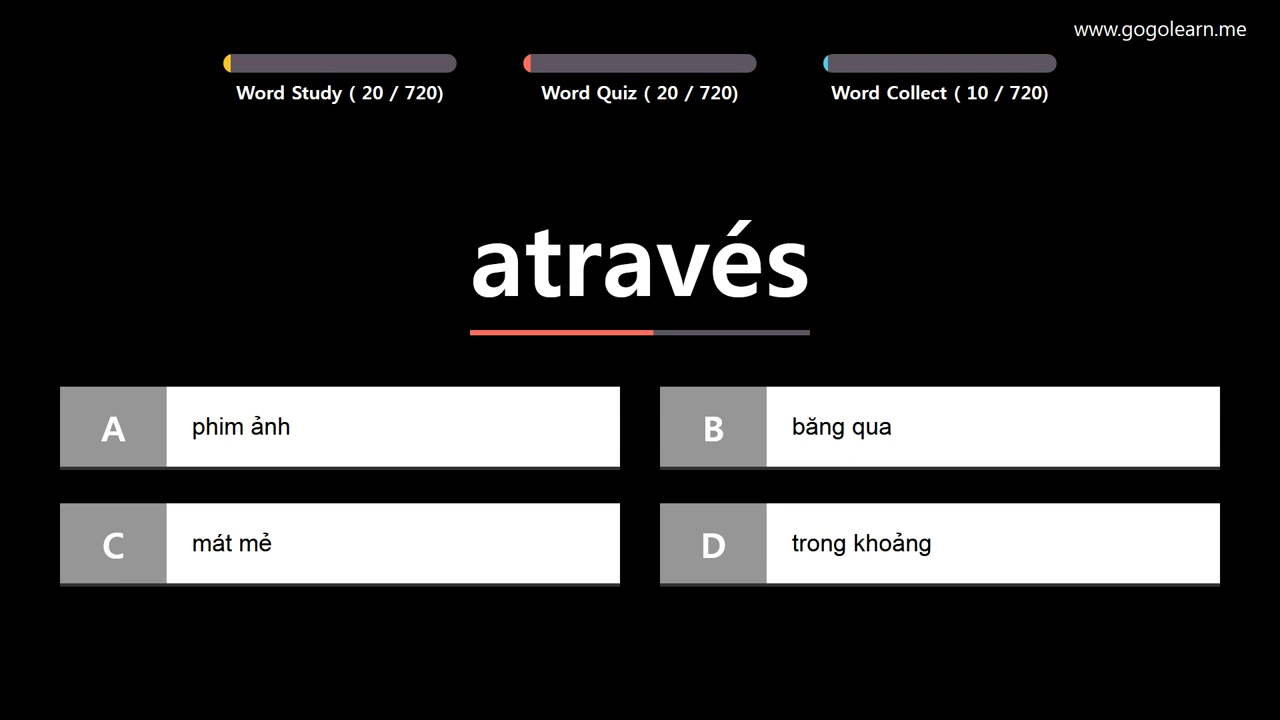 www.gogolearn.me
Word Study ( 20 / 720)
Word Quiz ( 20 / 720)
Word Collect ( 10 / 720)
através
A
phim ảnh
B
băng qua
C
mát mẻ
D
trong khoảng